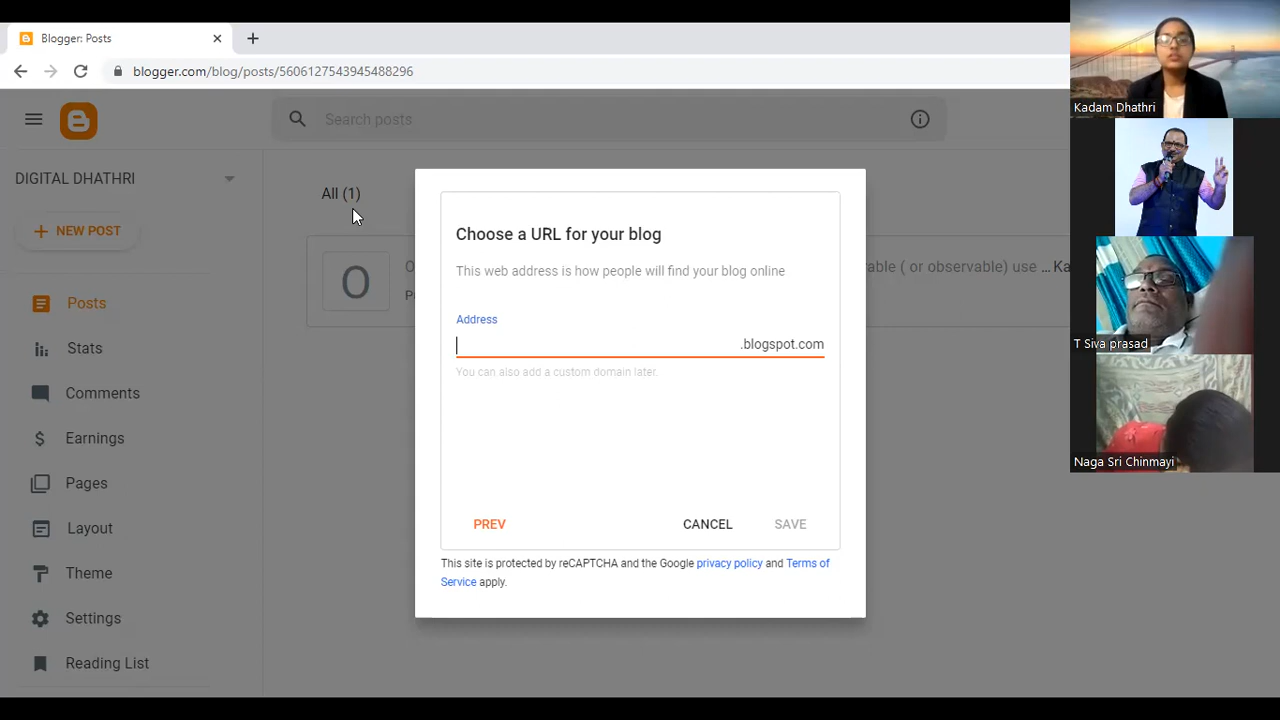 Blogger: Posts
blogger.com/blog/posts/5606127543945488296
Search posts
DIGITAL DHATHRI
NEW POST
Posts
Stats
Comments
Earnings
Pages
Layout
Theme
Settings
Reading List
All (1)
O
able ( or observable) use ... Ka
Choose a URL for your blog
This web address is how people will find your blog online
Address
.blogspot.com
You can also add a custom domain later.
PREV
CANCEL
SAVE
This site is protected by reCAPTCHA and the Google privacy policy and Terms of
Service apply.
Kadam Dhathri
T Siva prasad
Naga Sri Chinmayi